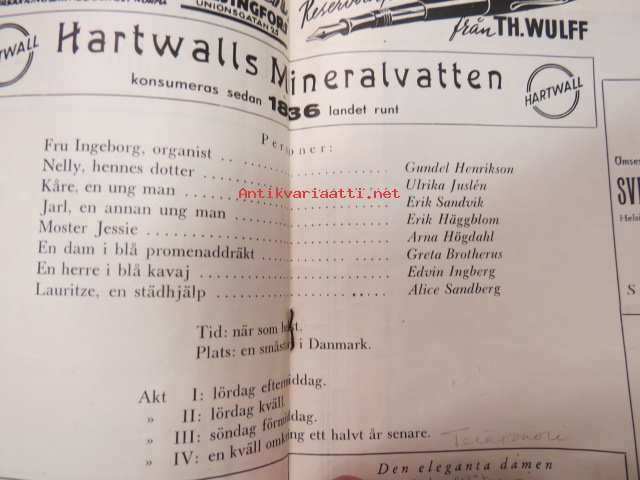 UNIONSGATAN
från TH. WULFF
HARTWALL
Hartwalls Mineralvatten
konsumeras sedan 1836 landet runt
HARTWALL
Personer:
Fru Ingeborg, organist .. Gundel Henrikson
Nelly, hennes dotter Ulrika Juslén
Kåre, en ung man Erik Sandvik
Jarl, en annan ung man Erik Häggblom
Moster Jessie Arna Högdahl
En dam i blå promenaddräkt Greta Brotherus
En herre i blå kavaj Edvin Ingberg
Lauritze, en städhjälp Alice Sandberg
Antikvariaatti.net
Tid: när som
Plats: en i Danmark.
Akt I: lördag eftermiddag.
» II: lördag kväll.
» III: söndag förmiddag.
» IV: en kväll omkring ett halvt år senare.
Den eleganta damen